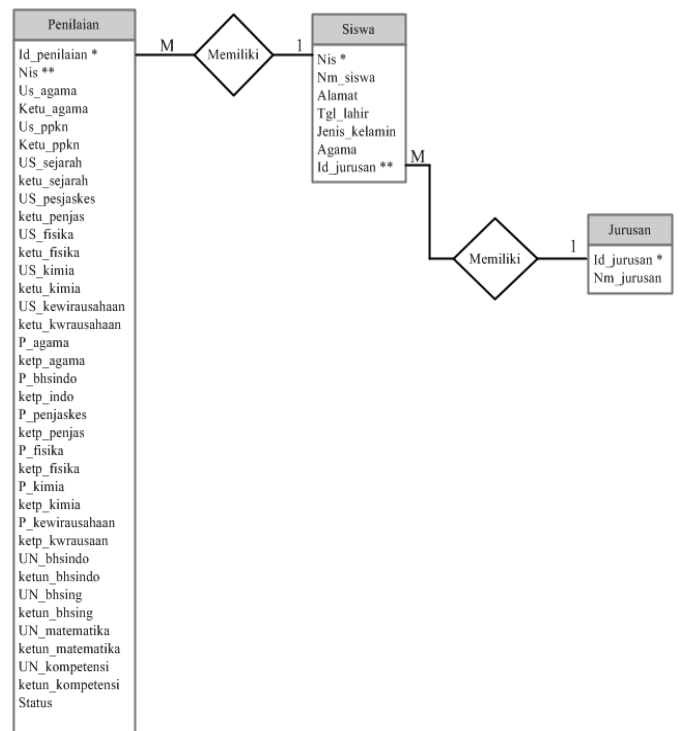 Penilaian
Id_penilaian *
Nis **
Us_agama
Ketu_agama
Us_ppkn
Ketu_ppkn
US_sejarah
ketu_sejarah
US_pesjaskes
ketu_penjas
US_fisika
ketu_fisika
US_kimia
ketu_kimia
US_kewirausahaan
ketu_kwrausahaan
P_agama
ketp_agama
P_bhsindo
ketp_indo
P_penjaskes
ketp_penjas
P_fisika
ketp_fisika
P_kimia
ketp_kimia
P_kewirausahaan
ketp_kwrausaan
UN_bhsindo
ketun_bhsindo
UN_bhsing
ketun_bhsing
UN_matematika
ketun_matematika
UN_kompetensi
ketun_kompetensi
Status
M
Memiliki
1
Siswa
Nis *
Nm_siswa
Alamat
Tgl_lahir
Jenis_kelamin
Agama
Id_jurusan **
M
Memiliki
1
Jurusan
Id_jurusan *
Nm_jurusan